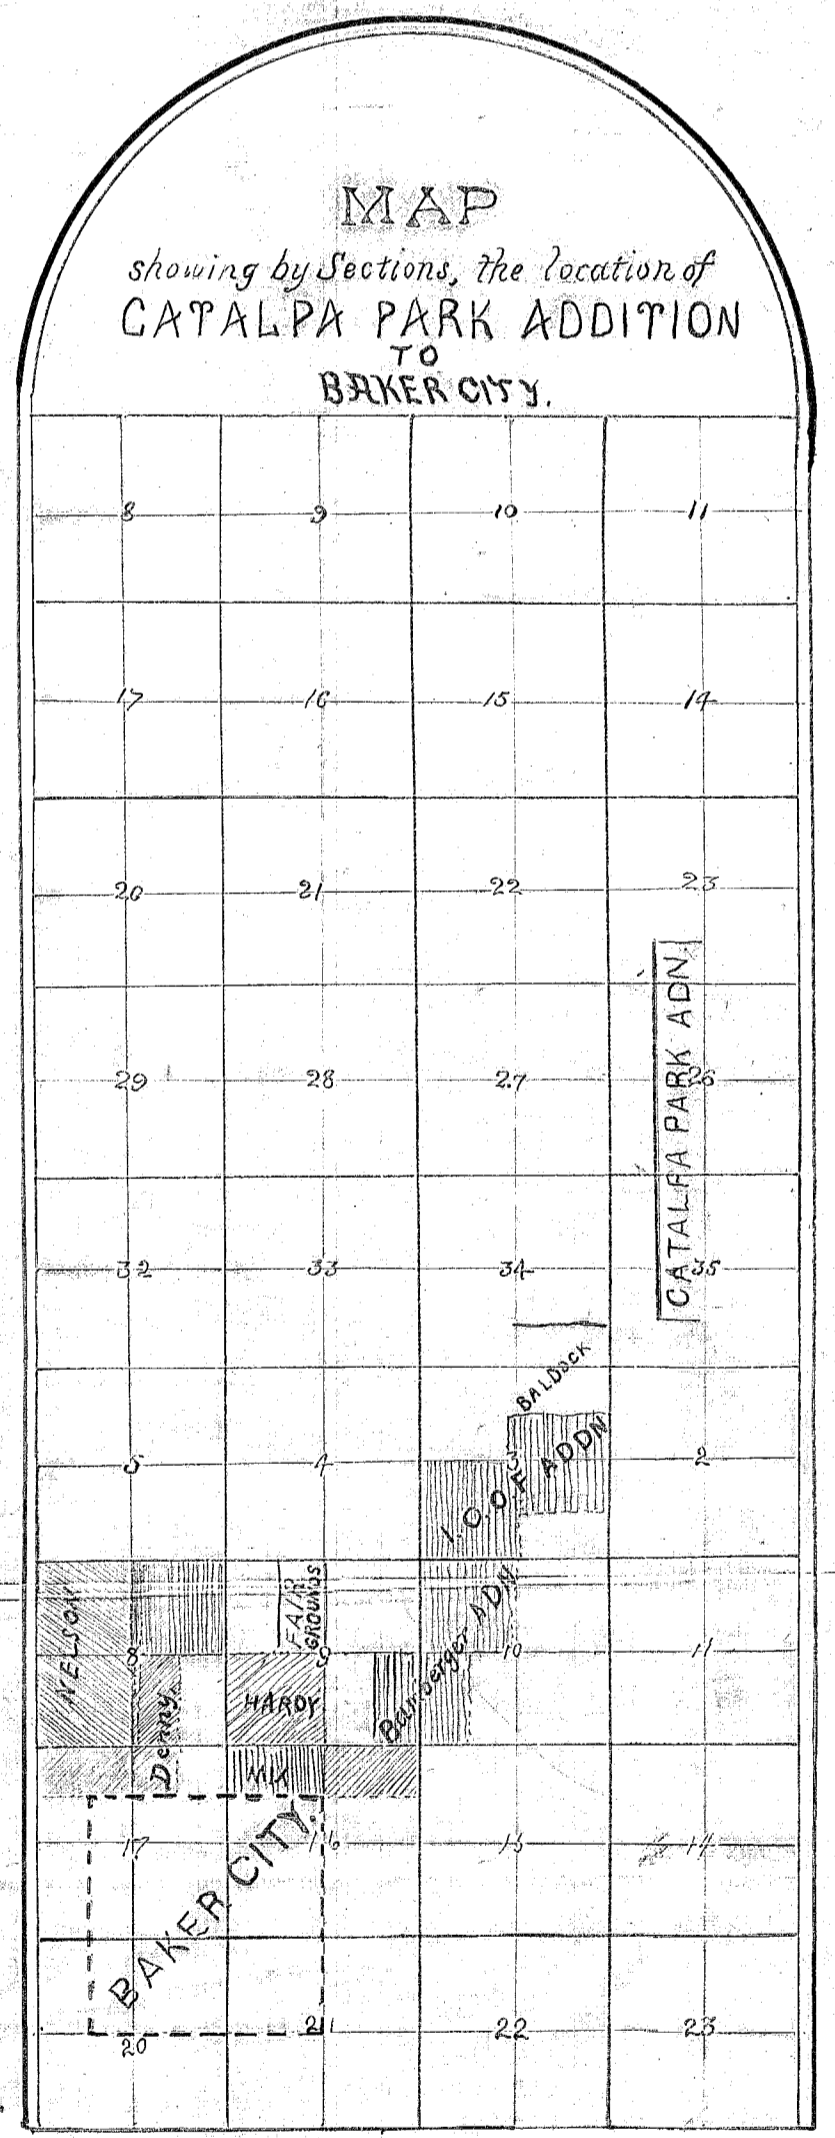 MAP
showing by Sections, the location of
CATALPA PARK ADDITION
TO
BAKER CITY.
8 9 10 11
17 16 15 14
20 21 22 23
CATALPA PARK ADN.
29 28 27 26
32 33 34 35
BALDOCK
5 4 3 2
I.O.O.F ADDN
NELSON
FAIR
GROUNDS
Bamberger ADN
8 9 10 11
Denny.
HARDY
MIX
17 16 15 14
BAKER CITY.
20 21 22 23